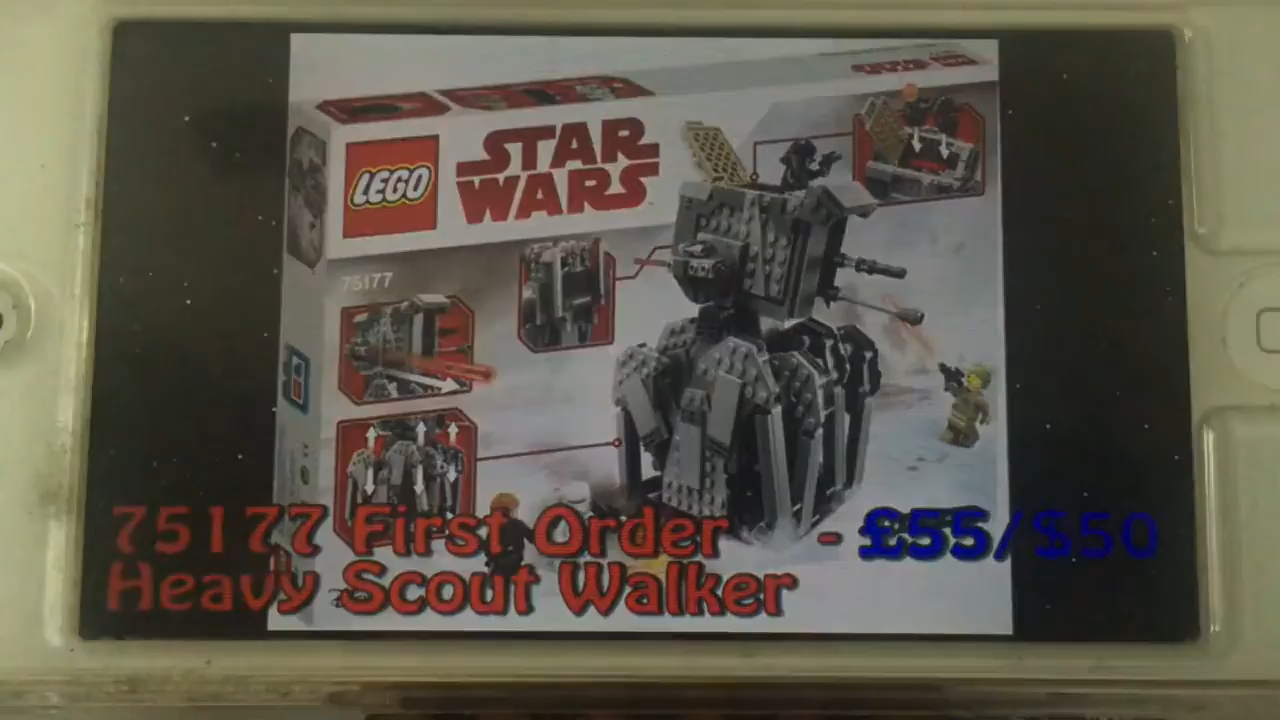 LEGO
STAR
WARS
75177
75177 First Order - £55/$50
Heavy Scout Walker